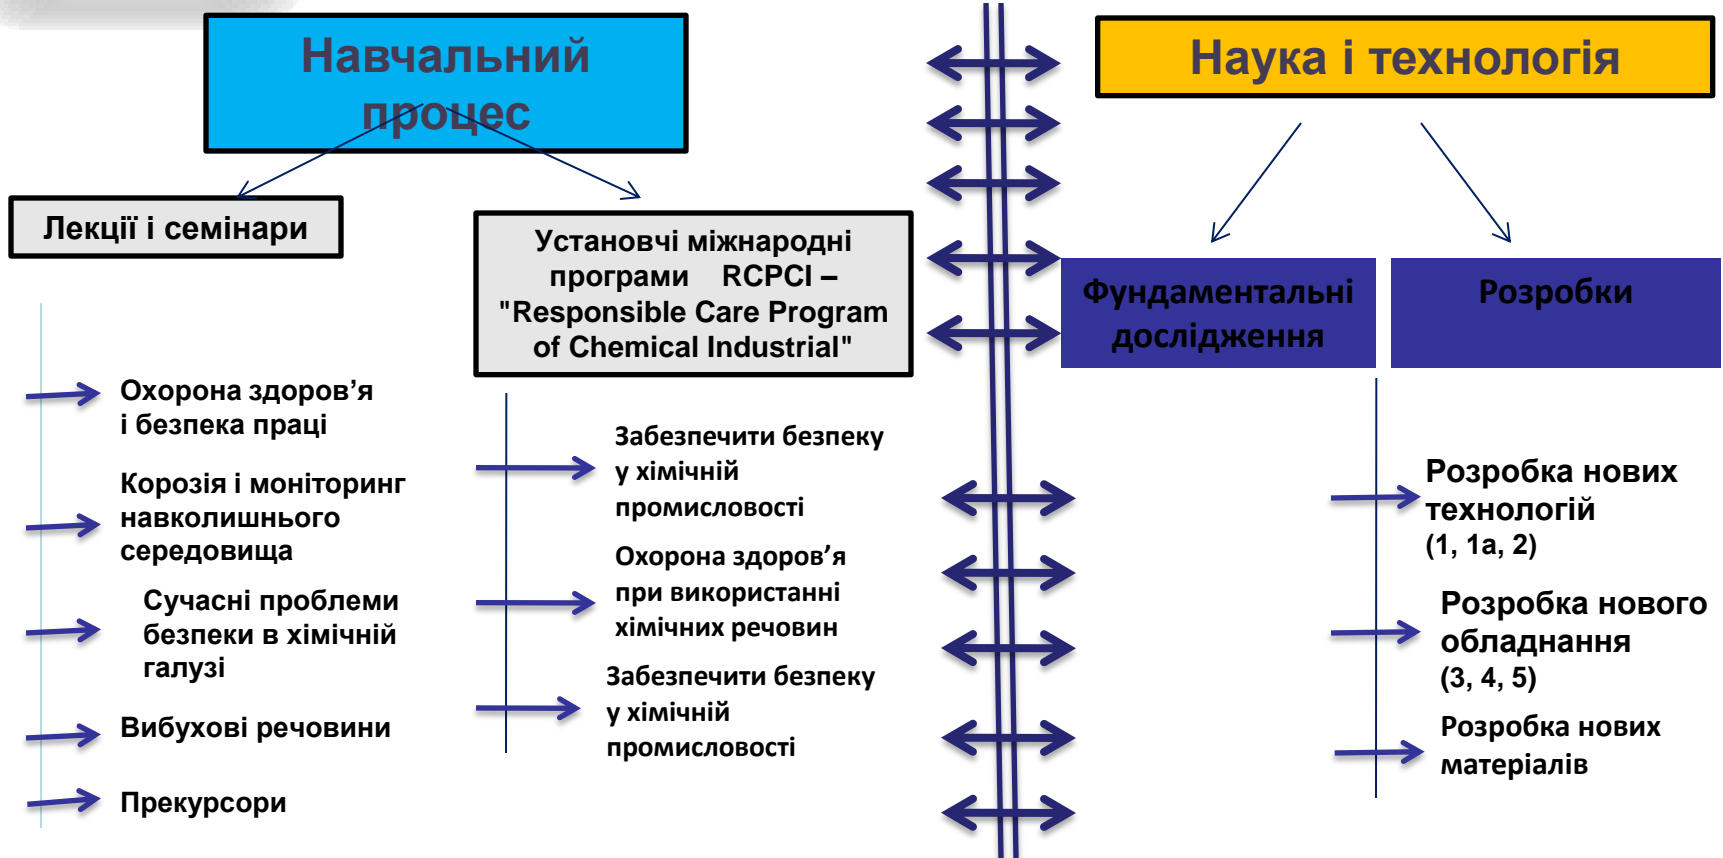 Навчальний
процес
Лекції і семінари
Охорона здоров’я
і безпека праці
Корозія і моніторинг
навколишнього
середовища
Сучасні проблеми
безпеки в хімічній
галузі
Вибухові речовини
Прекурсори
Установчі міжнародні
програми RCPCI –
"Responsible Care Program
of Chemical Industrial"
Забезпечити безпеку
у хімічній
промисловості
Охорона здоров’я
при використанні
хімічних речовин
Забезпечити безпеку
у хімічній
промисловості
Наука і технологія
Фундаментальні
дослідження
Розробки
Розробка нових
технологій
(1, 1а, 2)
Розробка нового
обладнання
(3, 4, 5)
Розробка нових
матеріалів